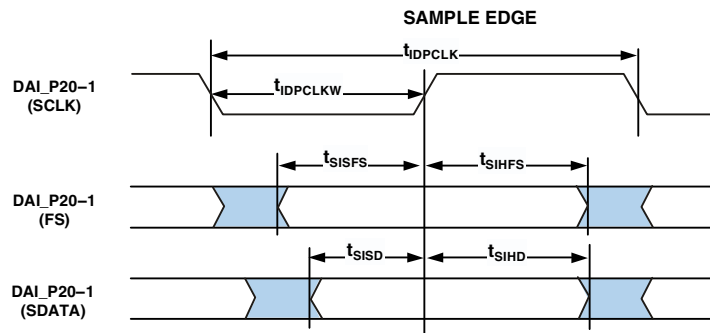 SAMPLE EDGE
tIDPCLK
DAI_P20–1
(SCLK)
tIDPCLKW
tSISFS
tSIHFS
DAI_P20–1
(FS)
tSISD
tSIHD
DAI_P20–1
(SDATA)